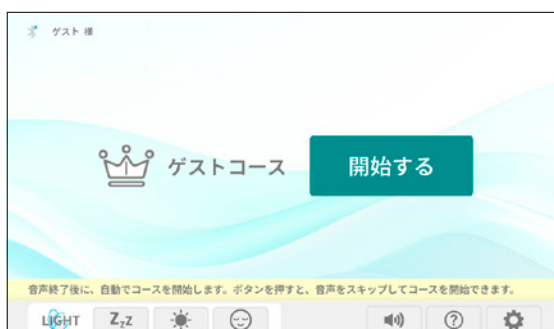 ゲスト 様
ゲストコース
開始する
音声終了後に、自動でコースを開始します。ボタンを押すと、音声をスキップしてコースを開始できます。
LIGHT
ZzZ
?